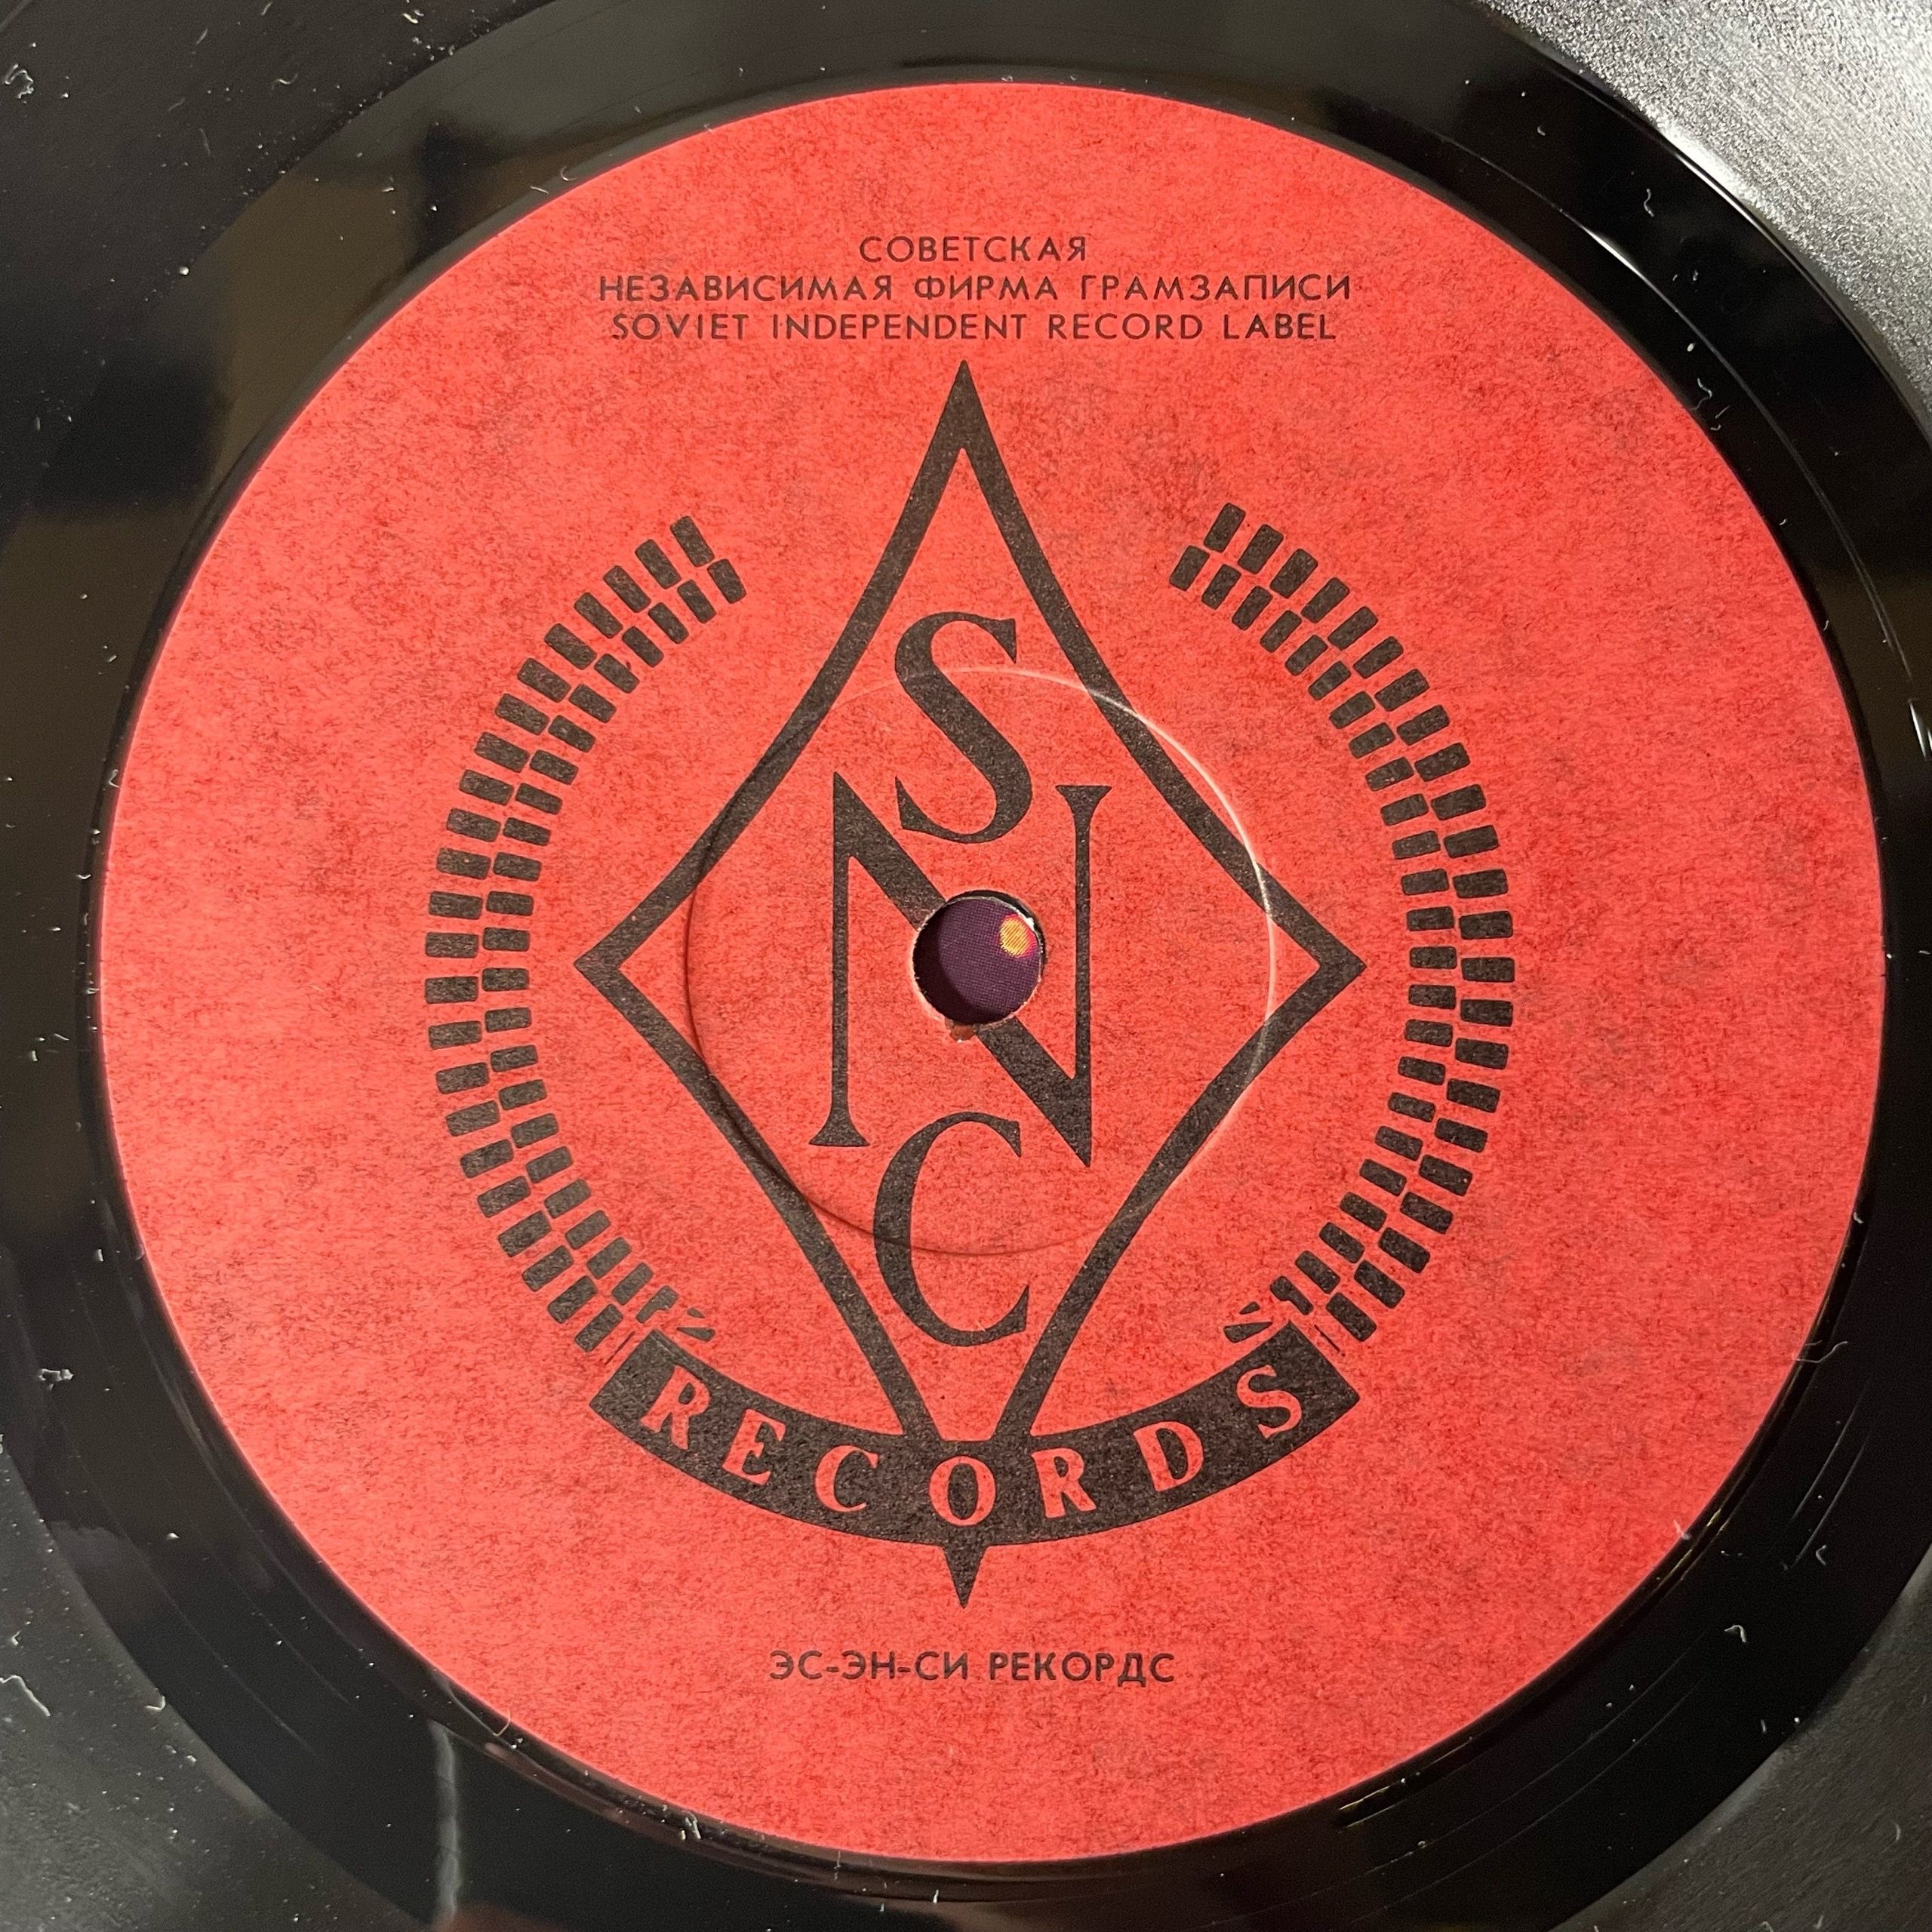 СОВЕТСКАЯ
НЕЗАВИСИМАЯ ФИРМА ГРАМЗАПИСИ
SOVIET INDEPENDENT RECORD LABEL
S
N
C
RECORDS
ЭС-ЭН-СИ РЕКОРДС